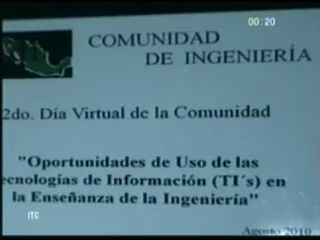 00:20
COMUNIDAD
DE INGENIERÍA
2do. Día Virtual de la Comunidad
"Oportunidades de Uso de las
ecnologías de Información (TI´s) en
la Enseñanza de la Ingeniería"
Agosto 2010
ITC